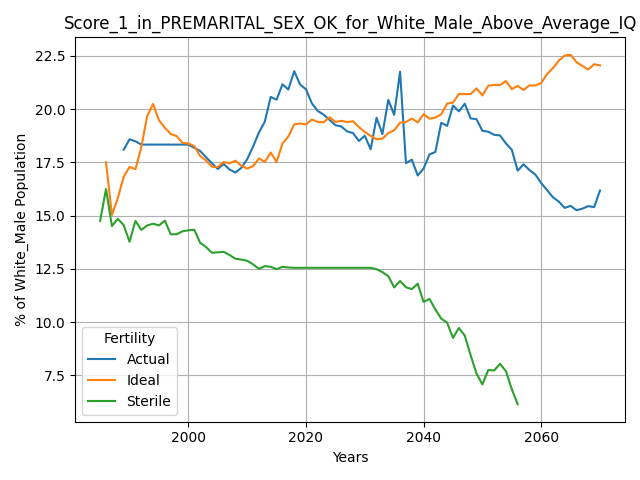 Score_1_in_PREMARITAL_SEX_OK_for_White_Male_Above_Average_IQ
% of White_Male Population
22.5
20.0
17.5
15.0
12.5
10.0
7.5
Fertility
Actual
Ideal
Sterile
2000 2020 2040 2060
Years